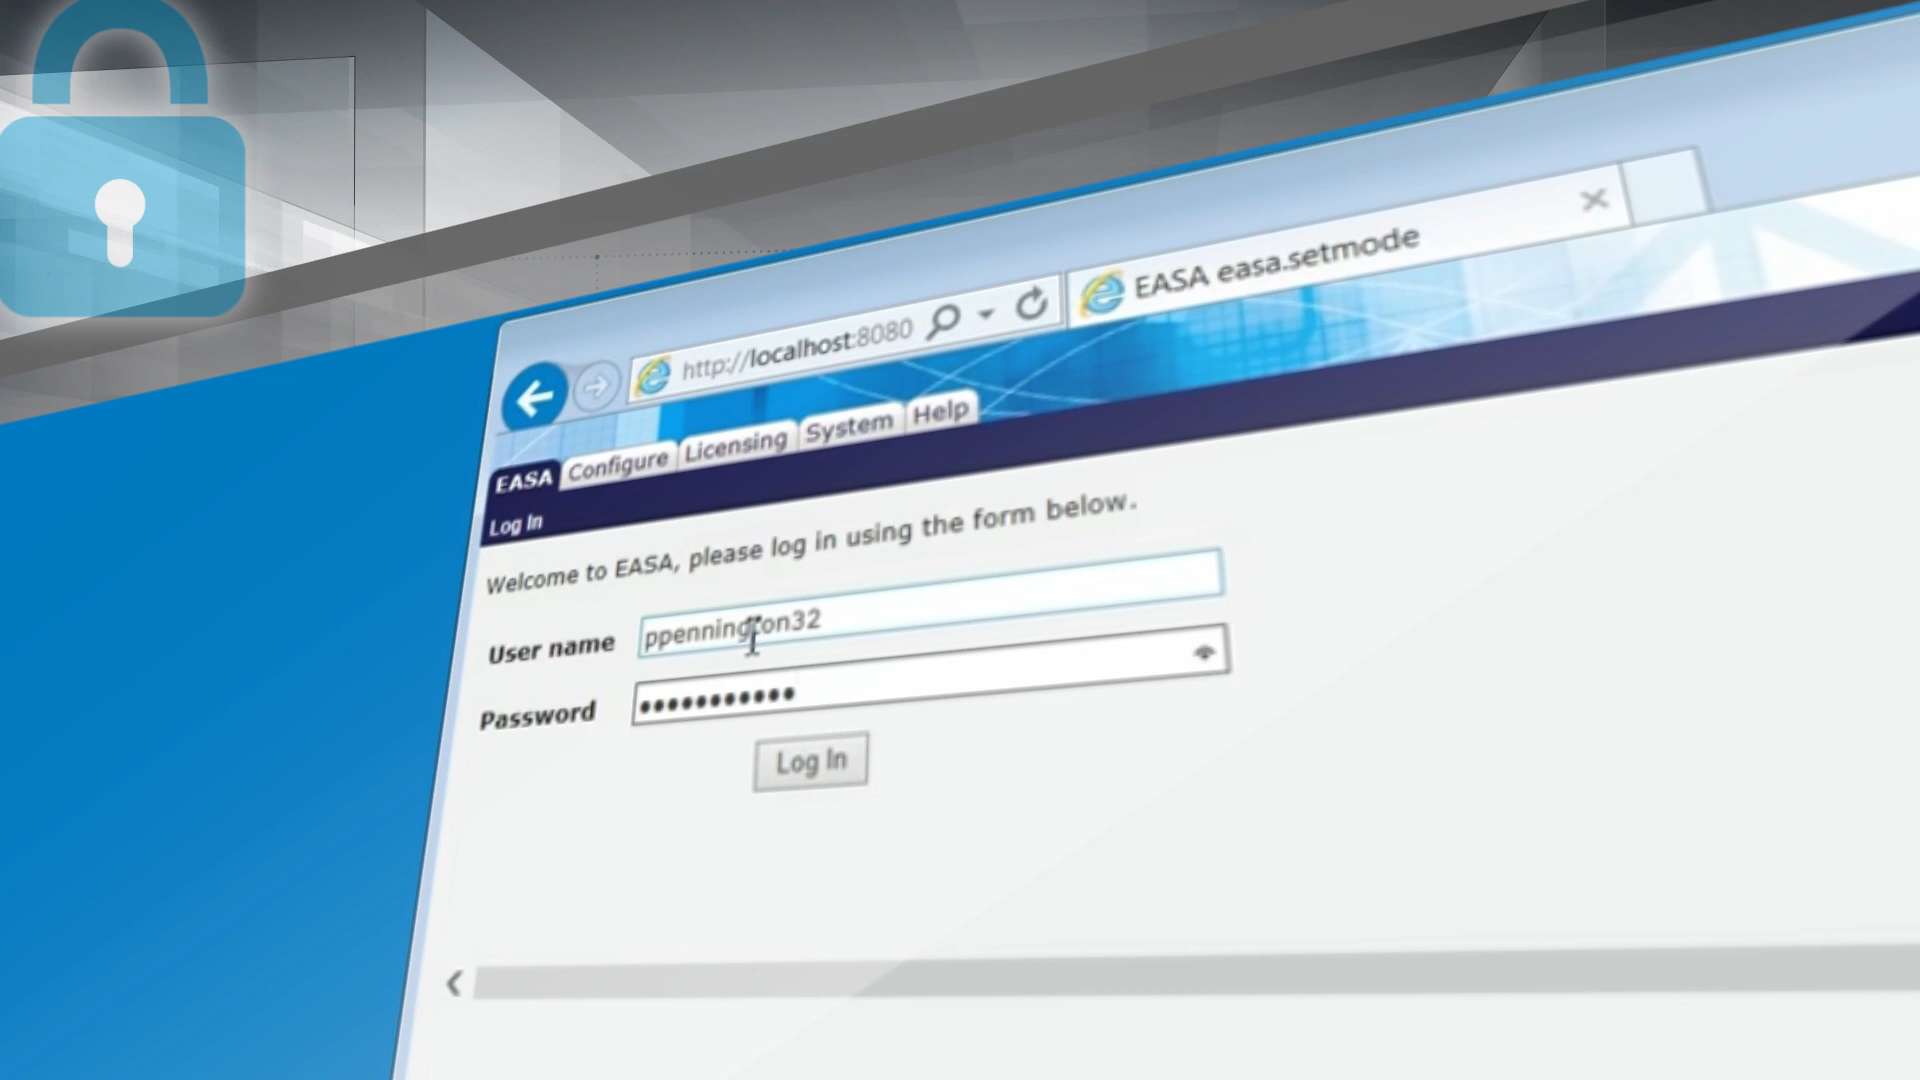 http://localhost:8080
EASA easa.setmode
EASA Configure Licensing System Help
Log In
Welcome to EASA, please log in using the form below.
User name ppennington32
Password •••••••••••
Log In